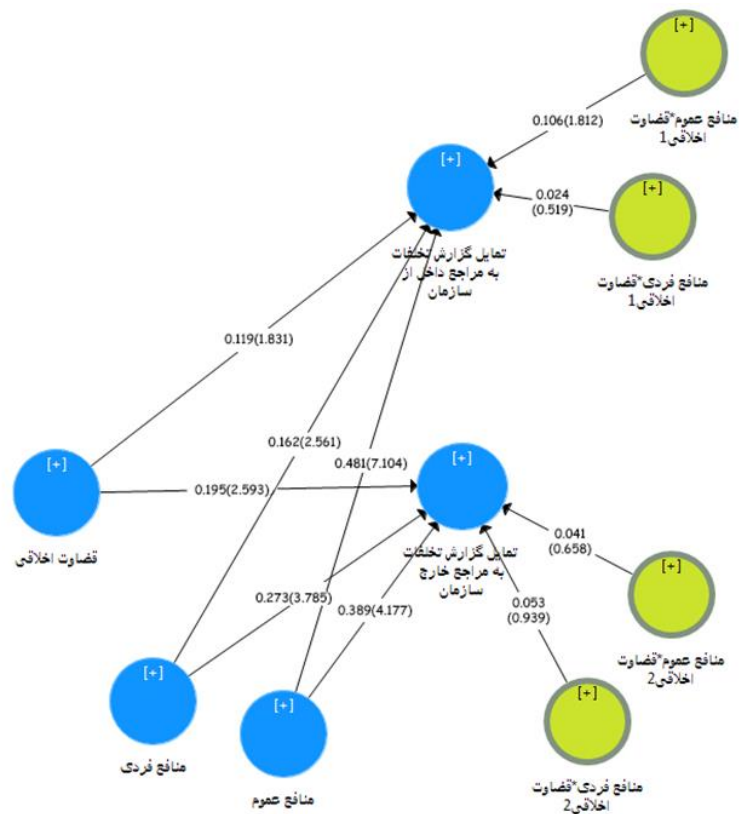 [+]
منافع عموم*قضاوت
اخلاقی1
0.106(1.812)
[+]
[+]
0.024
(0.519)
تمایل گزارش تخلفات
به مراجع داخل از
سازمان
منافع فردی*قضاوت
اخلاقی1
0.119(1.831)
0.162(2.561)
0.481(7.104)
[+]
[+]
0.195(2.593)
قضاوت اخلاقی
تمایل گزارش تخلفات
به مراجع خارج
سازمان
0.041
(0.658)
[+]
0.273(3.785)
0.389(4.177)
0.053
(0.939)
منافع عموم*قضاوت
اخلاقی2
[+]
[+]
[+]
منافع فردی
منافع عموم
منافع فردی*قضاوت
اخلاقی2